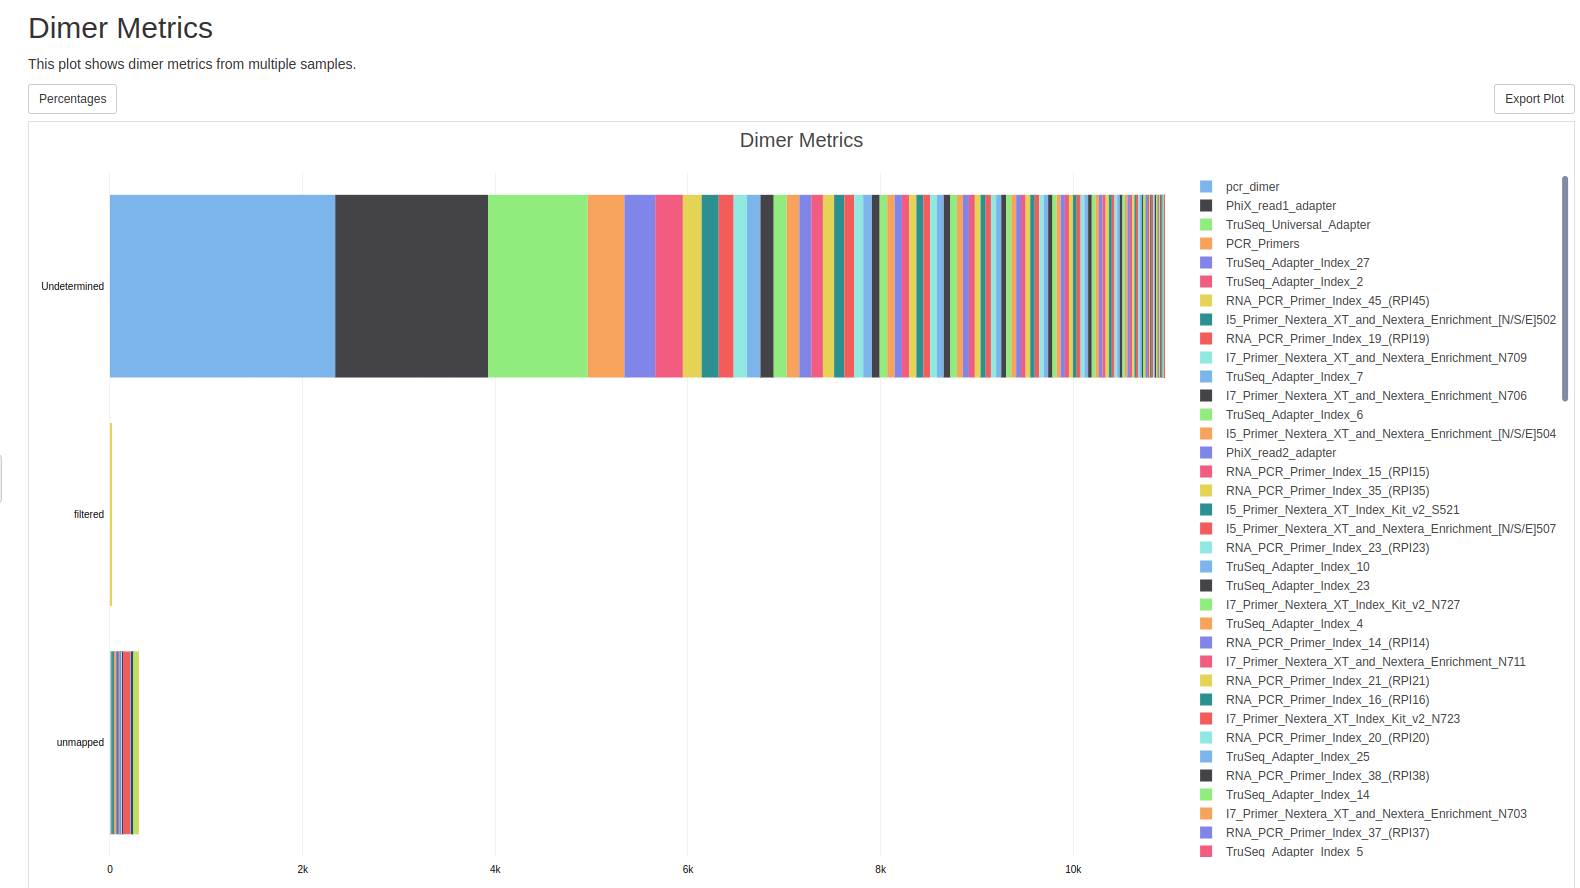 Dimer Metrics
This plot shows dimer metrics from multiple samples.
Percentages
Export Plot
Dimer Metrics
Undetermined
filtered
unmapped
0
2k
4k
6k
8k
10k
pcr_dimer
PhiX_read1_adapter
TruSeq_Universal_Adapter
PCR_Primers
TruSeq_Adapter_Index_27
TruSeq_Adapter_Index_2
RNA_PCR_Primer_Index_45_(RPI45)
I5_Primer_Nextera_XT_and_Nextera_Enrichment_[N/S/E]502
RNA_PCR_Primer_Index_19_(RPI19)
I7_Primer_Nextera_XT_and_Nextera_Enrichment_N709
TruSeq_Adapter_Index_7
I7_Primer_Nextera_XT_and_Nextera_Enrichment_N706
TruSeq_Adapter_Index_6
I5_Primer_Nextera_XT_and_Nextera_Enrichment_[N/S/E]504
PhiX_read2_adapter
RNA_PCR_Primer_Index_15_(RPI15)
RNA_PCR_Primer_Index_35_(RPI35)
I5_Primer_Nextera_XT_Index_Kit_v2_S521
I5_Primer_Nextera_XT_and_Nextera_Enrichment_[N/S/E]507
RNA_PCR_Primer_Index_23_(RPI23)
TruSeq_Adapter_Index_10
TruSeq_Adapter_Index_23
I7_Primer_Nextera_XT_Index_Kit_v2_N727
TruSeq_Adapter_Index_4
RNA_PCR_Primer_Index_14_(RPI14)
I7_Primer_Nextera_XT_and_Nextera_Enrichment_N711
RNA_PCR_Primer_Index_21_(RPI21)
RNA_PCR_Primer_Index_16_(RPI16)
I7_Primer_Nextera_XT_Index_Kit_v2_N723
RNA_PCR_Primer_Index_20_(RPI20)
TruSeq_Adapter_Index_25
RNA_PCR_Primer_Index_38_(RPI38)
TruSeq_Adapter_Index_14
I7_Primer_Nextera_XT_and_Nextera_Enrichment_N703
RNA_PCR_Primer_Index_37_(RPI37)
TruSeq_Adapter_Index_5